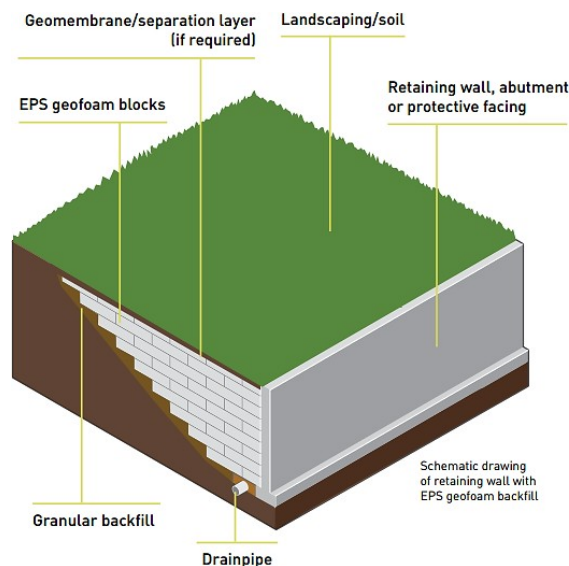 Geomembrane/separation layer
(if required)
Landscaping/soil
EPS geofoam blocks
Retaining wall, abutment
or protective facing
Schematic drawing
of retaining wall with
EPS geofoam backfill
Granular backfill
Drainpipe